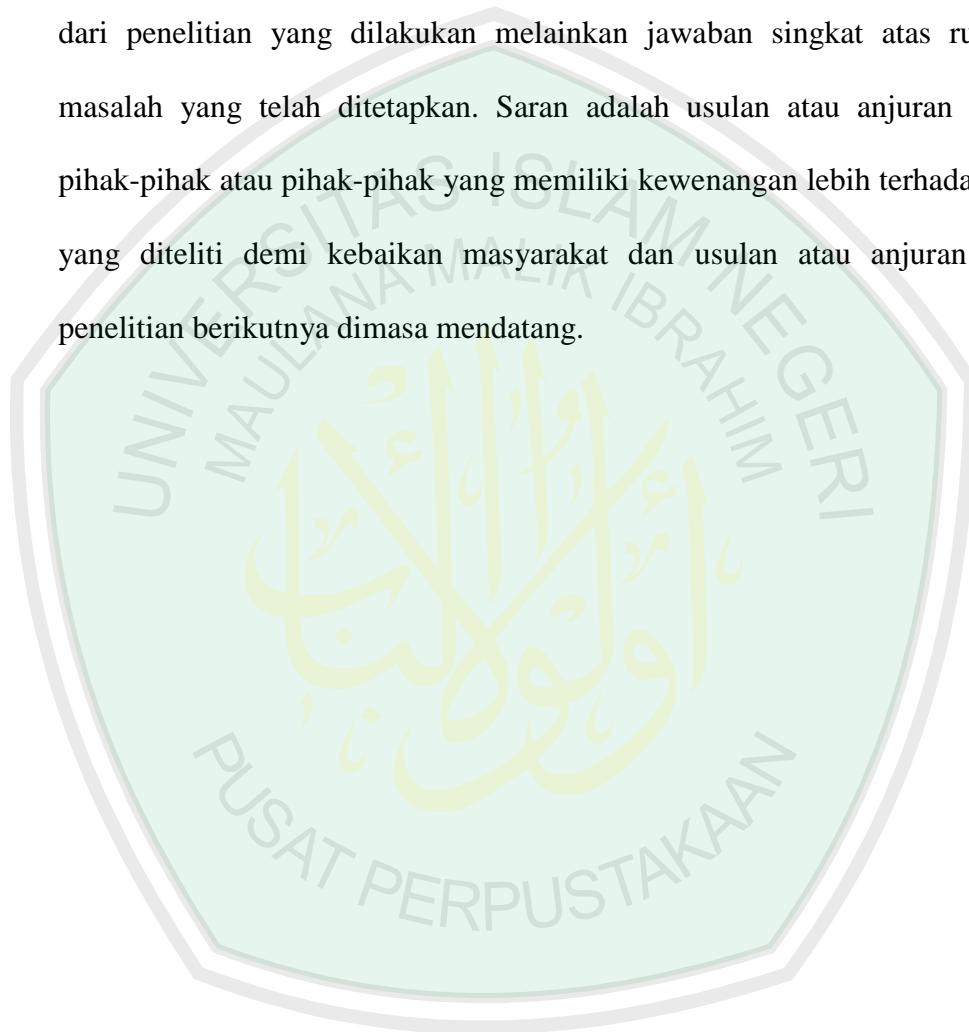 dari penelitian yang dilakukan melainkan jawaban singkat atas ru
masalah yang telah ditetapkan. Saran adalah usulan atau anjuran
pihak-pihak atau pihak-pihak yang memiliki kewenangan lebih terhada
yang diteliti demi kebaikan masyarakat dan usulan atau anjuran
penelitian berikutnya dimasa mendatang.
UNIVERSITAS ISLAM NEGERI
MAULANA MALIK IBRAHIM
أولوا الألباب
PUSAT PERPUSTAKAAN